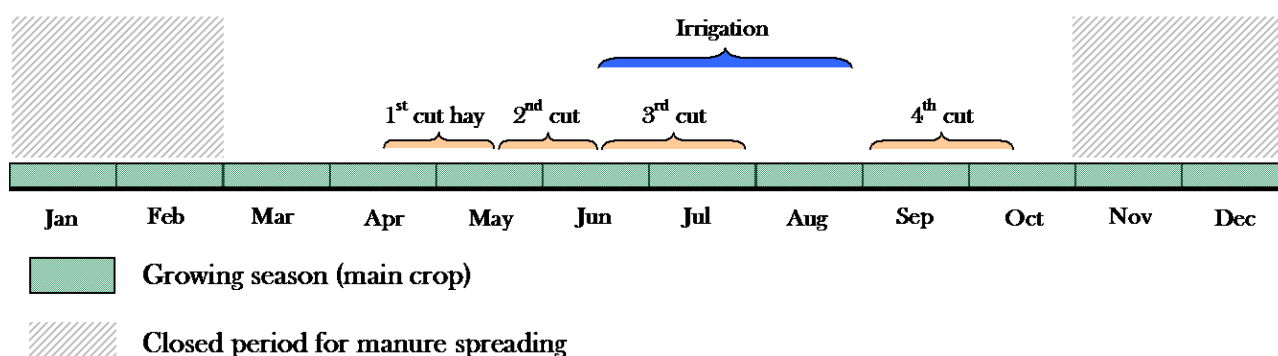 Irrigation
1st cut hay 2nd cut 3rd cut 4th cut
Jan Feb Mar Apr May Jun Jul Aug Sep Oct Nov Dec
Growing season (main crop)
Closed period for manure spreading